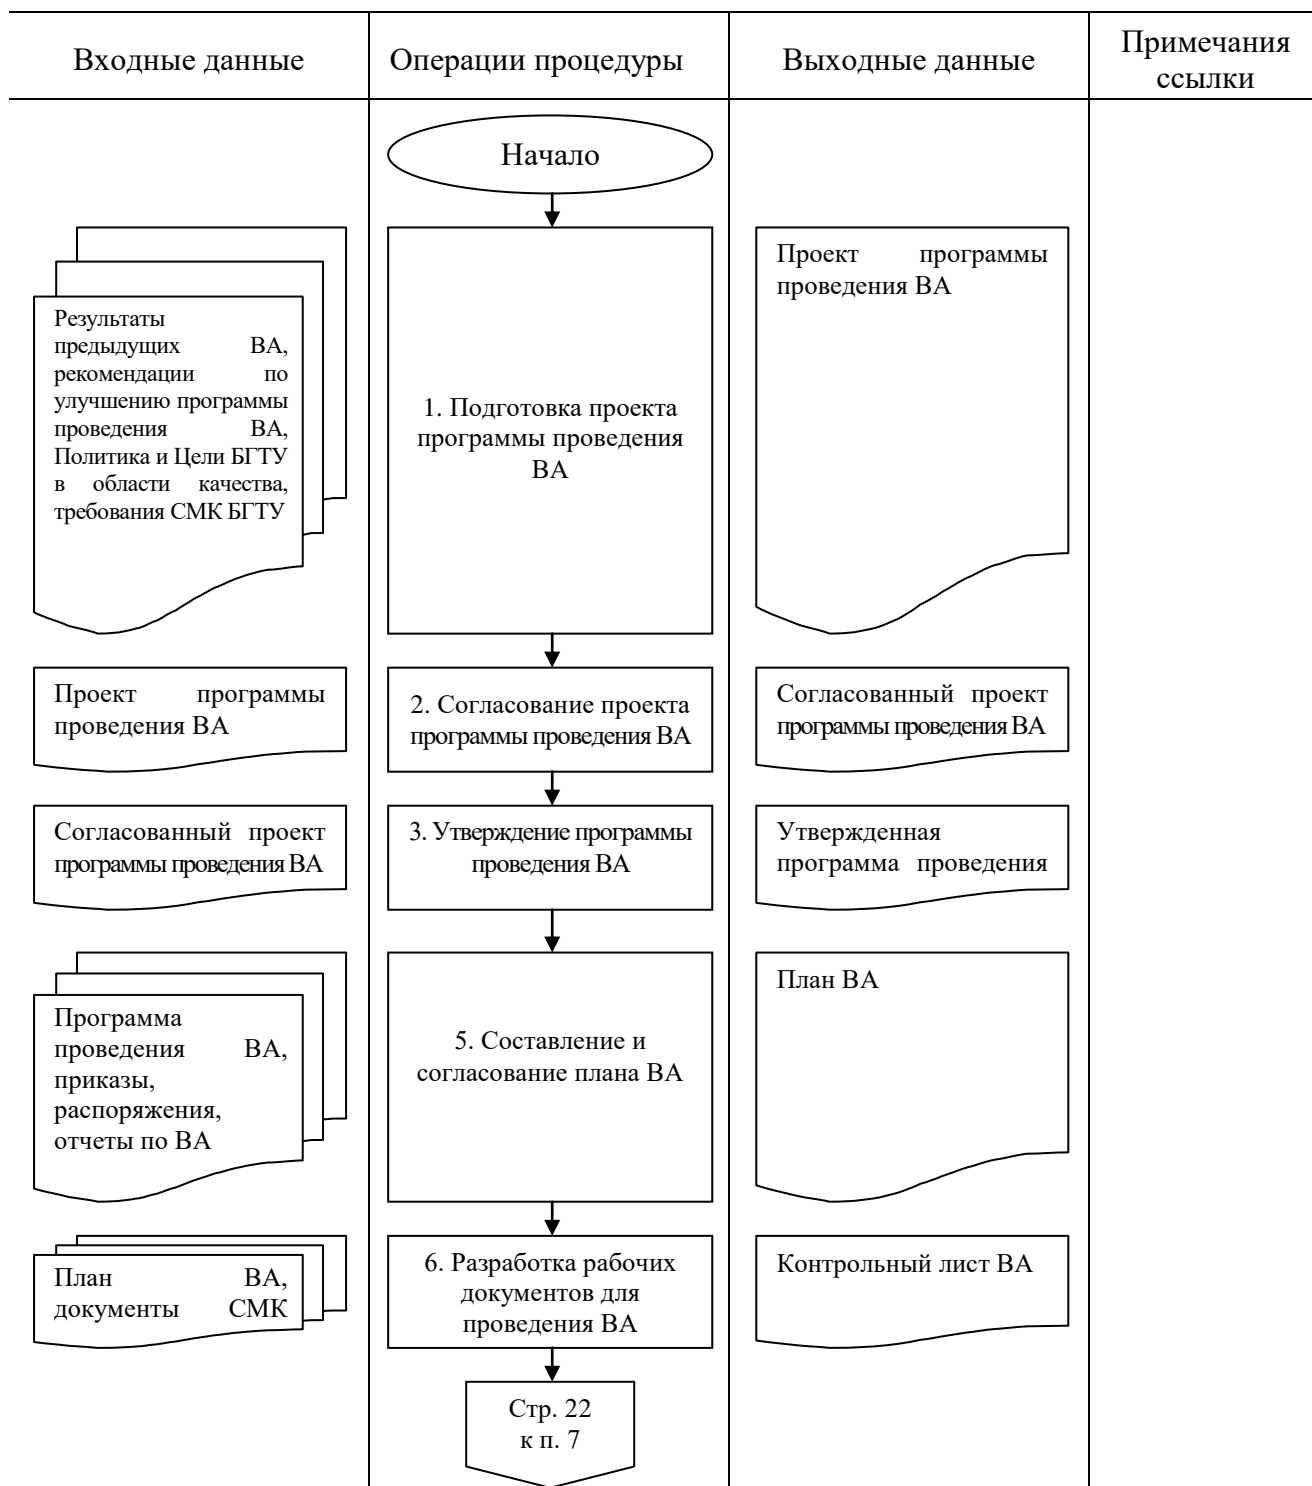 Входные данные
Операции процедуры
Выходные данные
Примечания
ссылки
Начало
Результаты
предыдущих ВА,
рекомендации по
улучшению программы
проведения ВА,
Политика и Цели БГТУ
в области качества,
требования СМК БГТУ
1. Подготовка проекта
программы проведения
ВА
Проект программы
проведения ВА
Проект программы
проведения ВА
2. Согласование проекта
программы проведения ВА
Согласованный проект
программы проведения ВА
Согласованный проект
программы проведения ВА
3. Утверждение программы
проведения ВА
Утвержденная
программа проведения
Программа
проведения ВА,
приказы,
распоряжения,
отчеты по ВА
5. Составление и
согласование плана ВА
План ВА
План ВА,
документы СМК
6. Разработка рабочих
документов для
проведения ВА
Контрольный лист ВА
Стр. 22
к п. 7